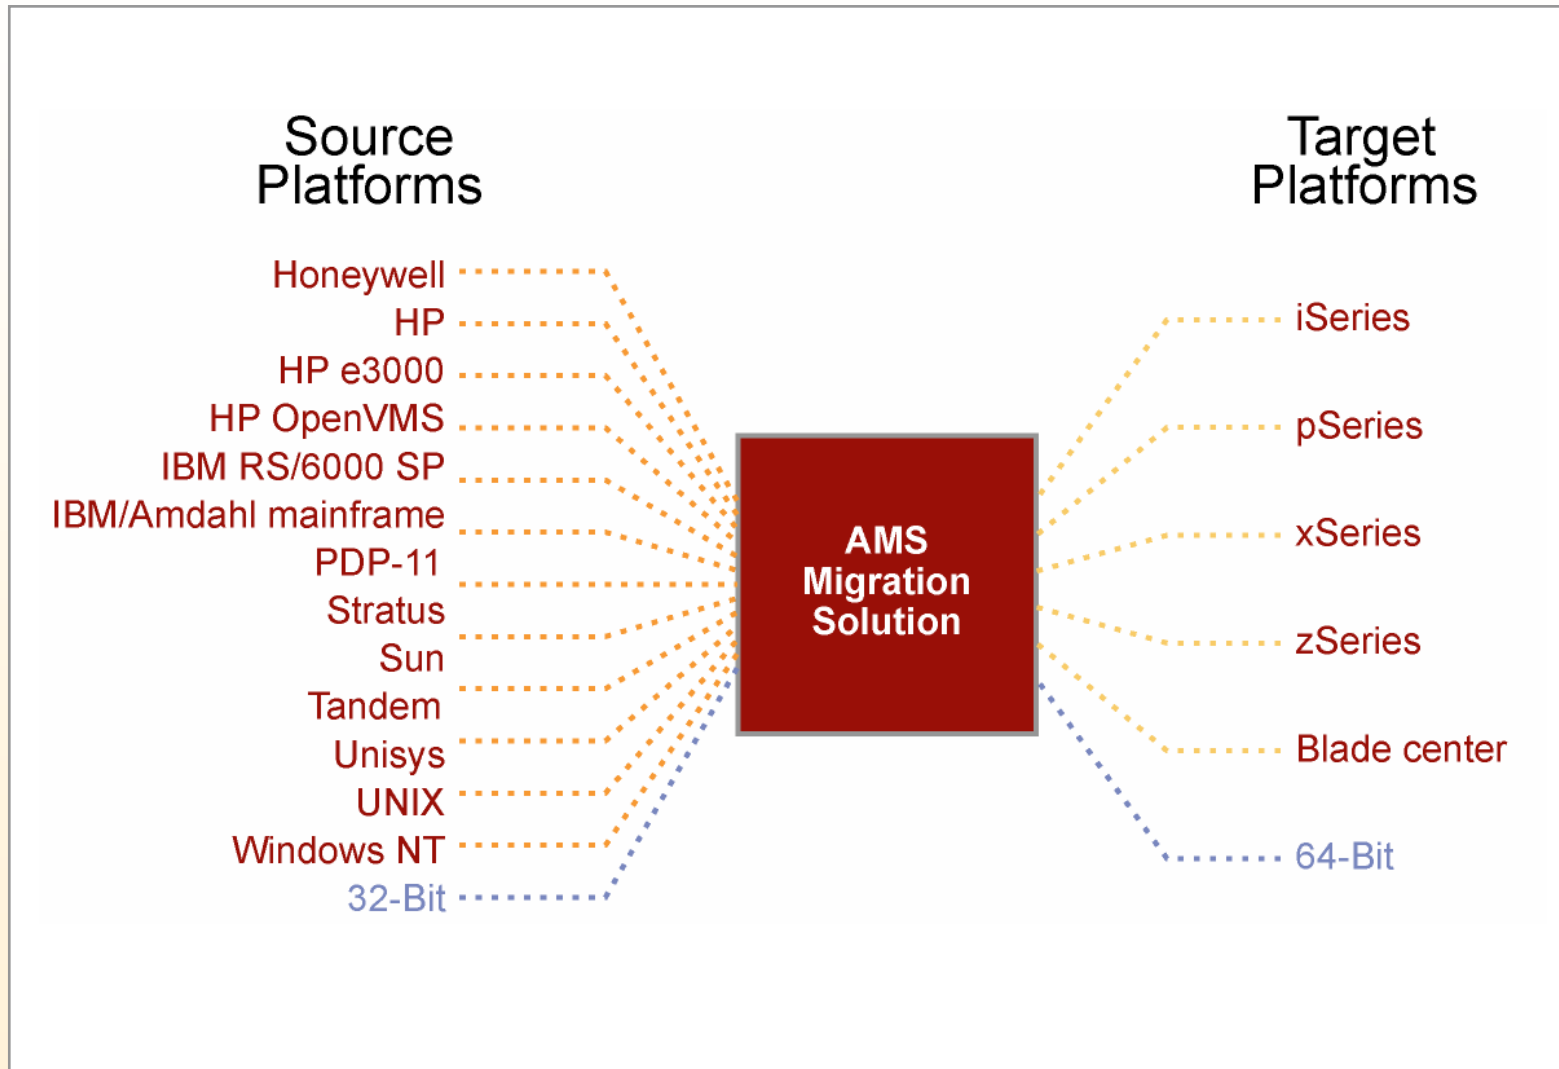 Source
Platforms
Honeywell
HP
HP e3000
HP OpenVMS
IBM RS/6000 SP
IBM/Amdahl mainframe
PDP-11
Stratus
Sun
Tandem
Unisys
UNIX
Windows NT
32-Bit
AMS
Migration
Solution
Target
Platforms
iSeries
pSeries
xSeries
zSeries
Blade center
64-Bit